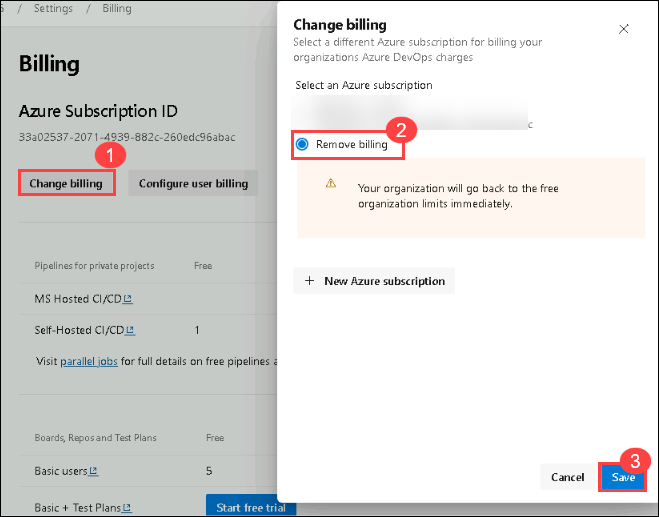 s / Settings / Billing
Billing
Azure Subscription ID
33a02537-2071-4939-882c-260edc96abac
1
Change billing
Configure user billing
Pipelines for private projects Free
MS Hosted CI/CD
Self-Hosted CI/CD 1
Visit parallel jobs for full details on free pipelines a
Boards, Repos and Test Plans Free
Basic users 5
Basic + Test Plans Start free trial
Change billing
Select a different Azure subscription for billing your
organizations Azure DevOps charges
Select an Azure subscription
c
2
Remove billing
Your organization will go back to the free
organization limits immediately.
+ New Azure subscription
3
Cancel Save